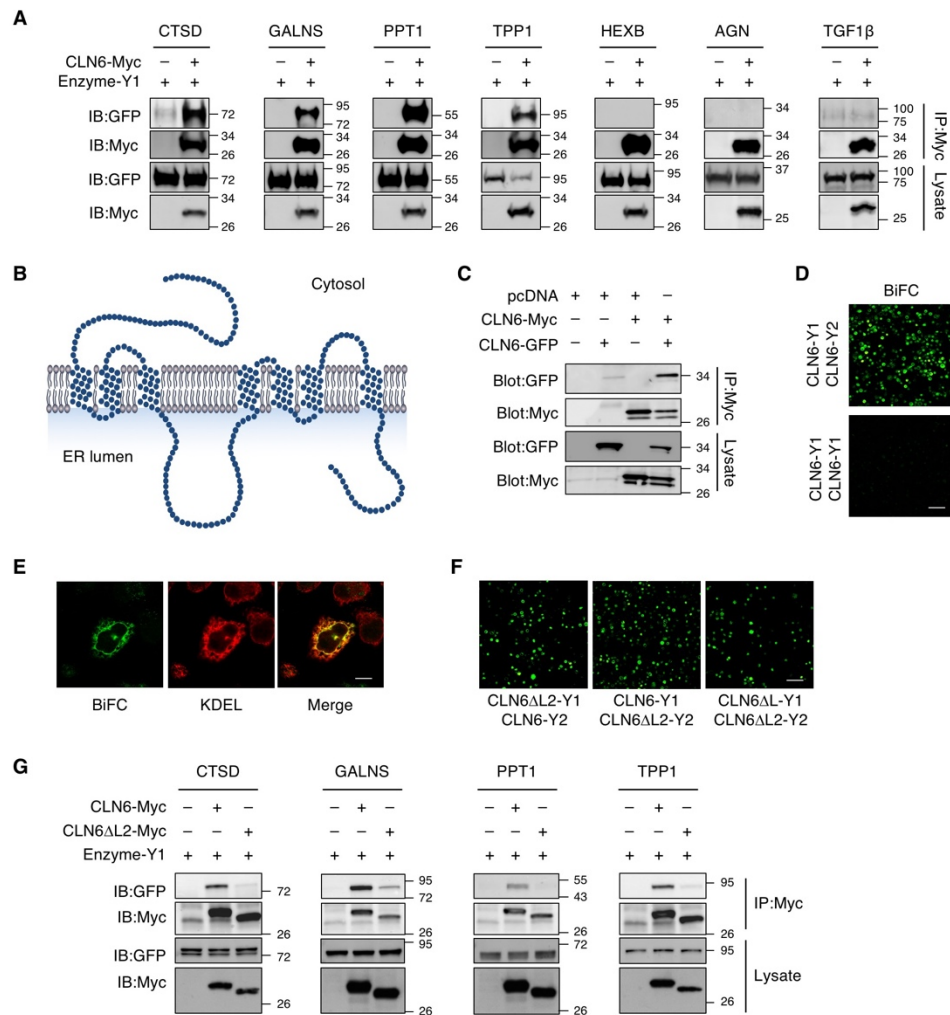 A
CTSD GALNS PPT1 TPP1 HEXB AGN TGF1β
CLN6-Myc – + – + – + – + – + – + – +
Enzyme-Y1 + + + + + + + + + + + + + +
IB:GFP 72 95 72 55 95 95 34 100 75
IB:Myc 34 26 34 26 34 26 34 26 34 26 34 26 34 26
IP:Myc
IB:GFP 72 95 72 55 95 72 37 100 75
IB:Myc 34 26 34 26 34 26 34 26 34 26 25 25
Lysate
B
Cytosol
ER lumen
C
pcDNA + + + –
CLN6-Myc – – + +
CLN6-GFP – + – +
Blot:GFP 34
Blot:Myc 34 26
IP:Myc
Blot:GFP 34
Blot:Myc 34 26
Lysate
D
BiFC
CLN6-Y1
CLN6-Y2
CLN6-Y1
CLN6-Y1
E
BiFC KDEL Merge
F
CLN6ΔL2-Y1 CLN6-Y1 CLN6ΔL-Y1
CLN6-Y2 CLN6ΔL2-Y2 CLN6ΔL2-Y2
G
CTSD GALNS PPT1 TPP1
CLN6-Myc – + – – + – – + – – + –
CLN6ΔL2-Myc – – + – – + – – + – – +
Enzyme-Y1 + + + + + + + + + + + +
IB:GFP 72 95 72 55 43 95
IB:Myc 26 26 26 26
IP:Myc
IB:GFP 72 95 72 95
IB:Myc 26 26 26 26
Lysate